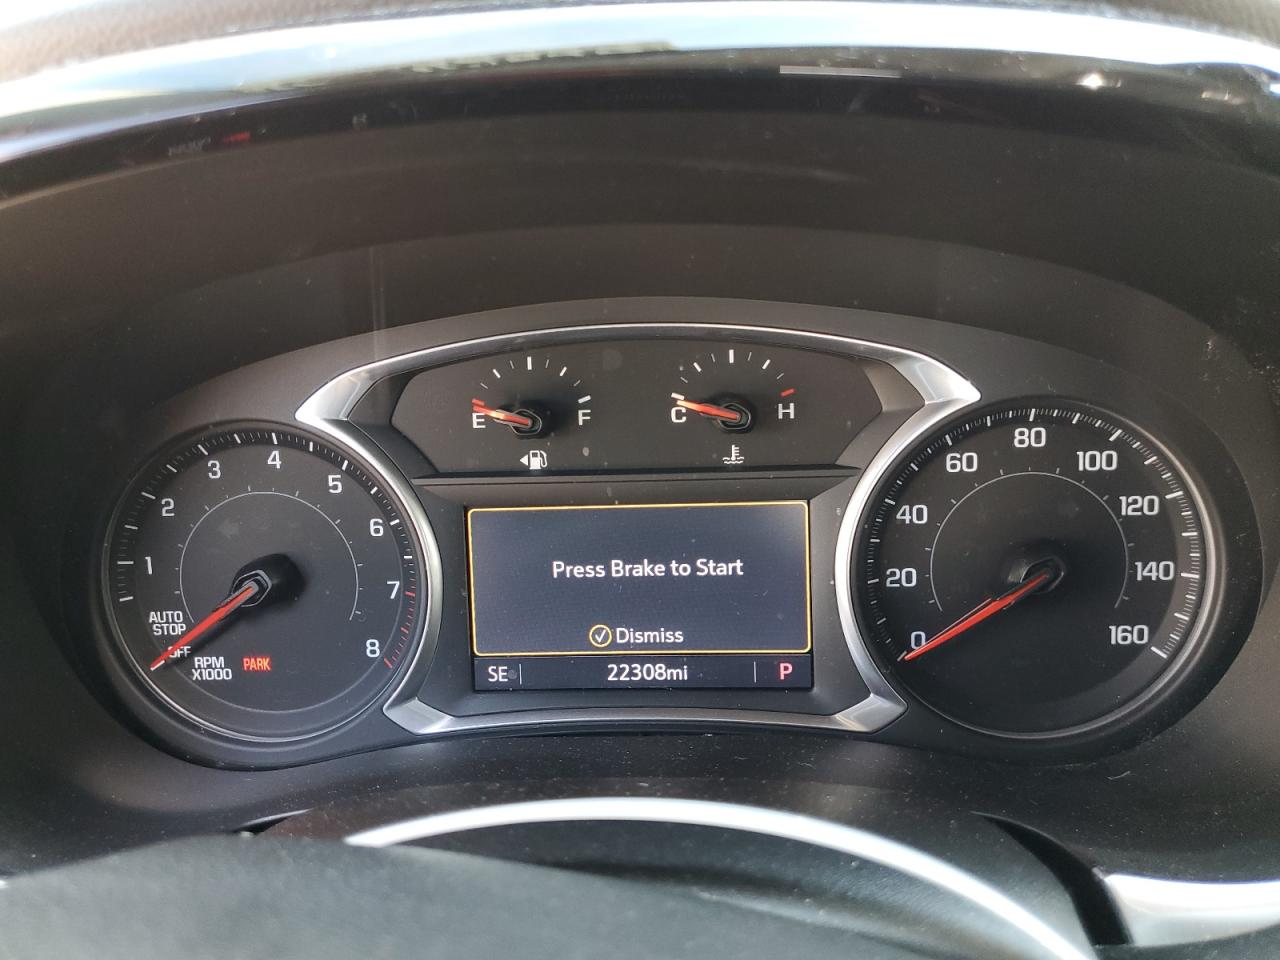 E F
C H
1
2
3
4
5
6
7
8
AUTO
STOP
OFF
RPM
X1000
PARK
Press Brake to Start
Dismiss
SE 22308mi P
0
20
40
60
80
100
120
140
160